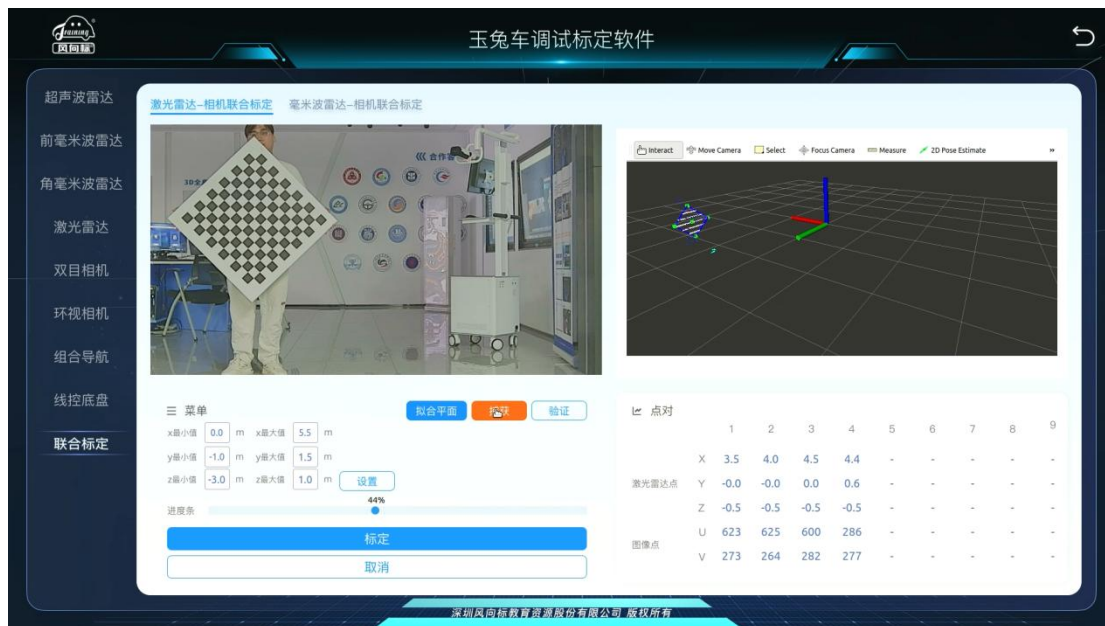 Fxining
风向标
玉兔车调试标定软件
超声波雷达
前毫米波雷达
角毫米波雷达
激光雷达
双目相机
环视相机
组合导航
线控底盘
联合标定
激光雷达-相机联合标定 毫米波雷达-相机联合标定
合作
Interact Move Camera Select Focus Camera Measure 2D Pose Estimate »
菜单 拟合平面 捕获 验证
x最小值 0.0 m x最大值 5.5 m
y最小值 -1.0 m y最大值 1.5 m
z最小值 -3.0 m z最大值 1.0 m 设置
44%
进度条
标定
取消
点对
1 2 3 4 5 6 7 8 9
X 3.5 4.0 4.5 4.4 - - - - -
激光雷达点 Y -0.0 -0.0 0.0 0.6 - - - - -
Z -0.5 -0.5 -0.5 -0.5 - - - - -
U 623 625 600 286 - - - - -
图像点
V 273 264 282 277 - - - - -
深圳风向标教育资源股份有限公司 版权所有